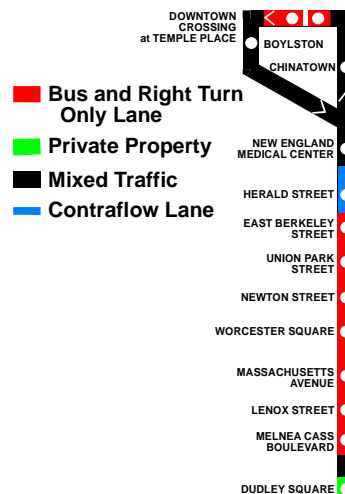 DOWNTOWN
CROSSING
at TEMPLE PLACE
BOYLSTON
CHINATOWN
Bus and Right Turn
Only Lane
Private Property
Mixed Traffic
Contraflow Lane
NEW ENGLAND
MEDICAL CENTER
HERALD STREET
EAST BERKELEY
STREET
UNION PARK
STREET
NEWTON STREET
WORCESTER SQUARE
MASSACHUSETTS
AVENUE
LENOX STREET
MELNEA CASS
BOULEVARD
DUDLEY SQUARE